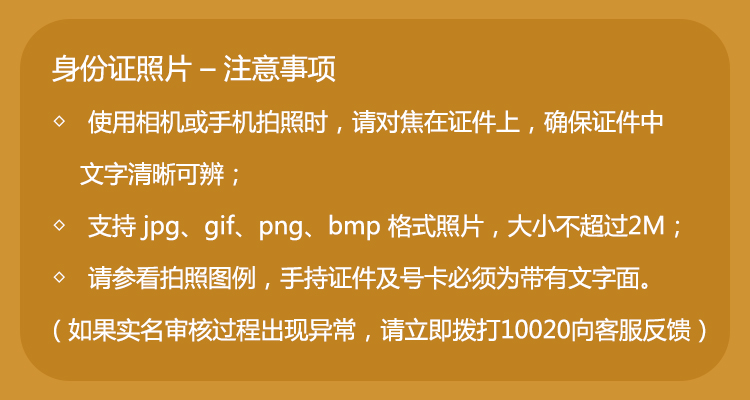 身份证照片 – 注意事项
◇ 使用相机或手机拍照时，请对焦在证件上，确保证件中
文字清晰可辨；
◇ 支持 jpg、gif、png、bmp 格式照片，大小不超过2M；
◇ 请参看拍照图例，手持证件及号卡必须为带有文字面。
（如果实名审核过程出现异常，请立即拨打10020向客服反馈）